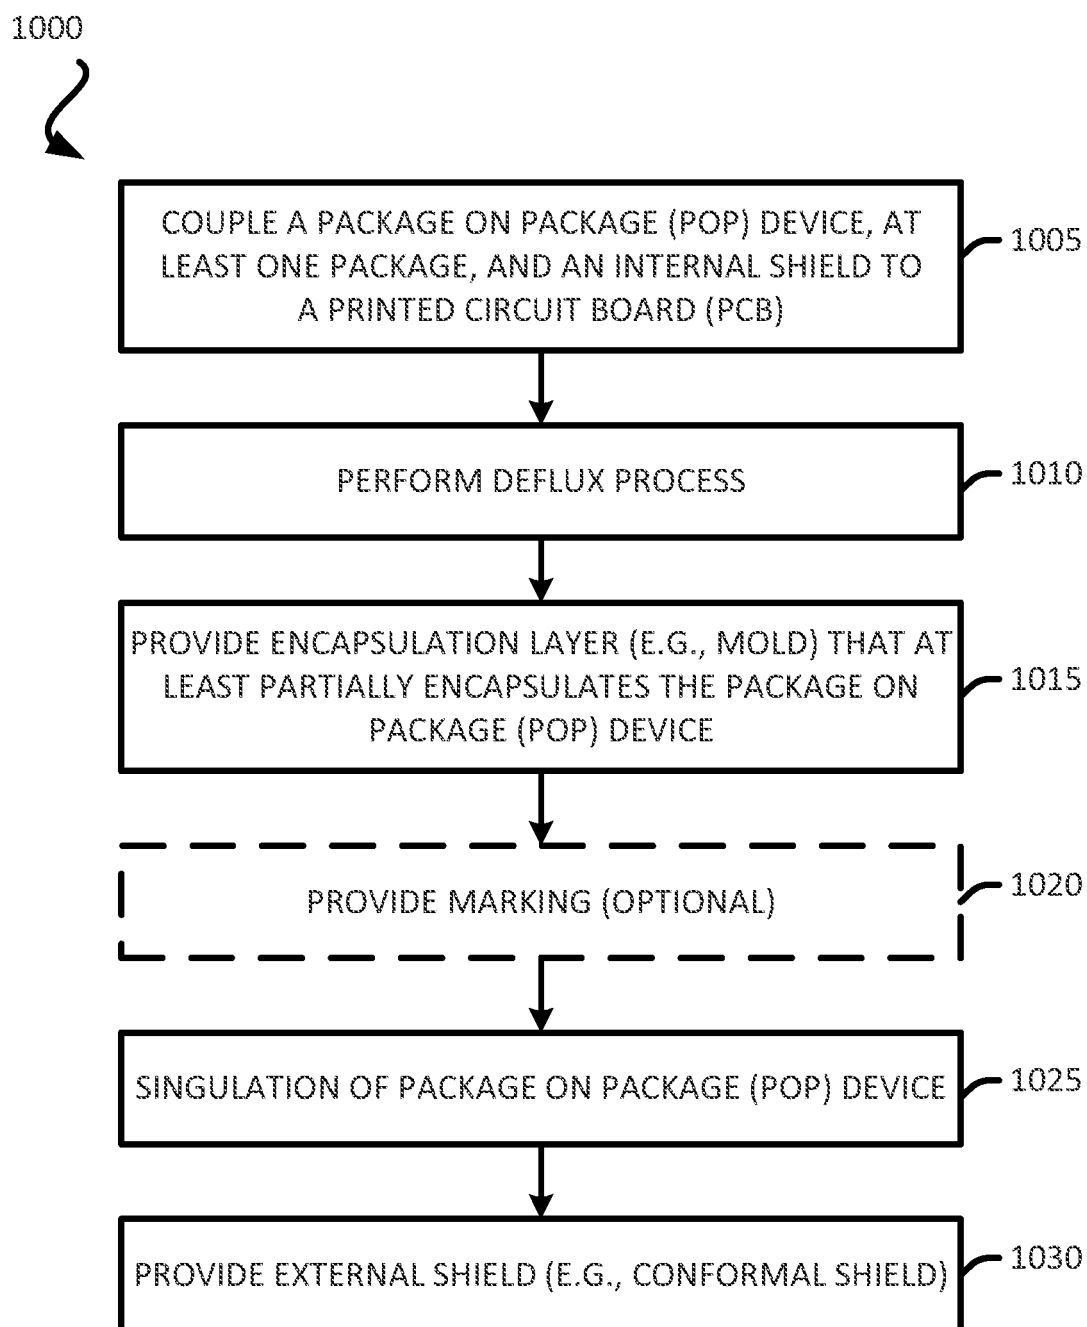 1000
COUPLE A PACKAGE ON PACKAGE (POP) DEVICE, AT
LEAST ONE PACKAGE, AND AN INTERNAL SHIELD TO
A PRINTED CIRCUIT BOARD (PCB)
1005
PERFORM DEFLUX PROCESS
1010
PROVIDE ENCAPSULATION LAYER (E.G., MOLD) THAT AT
LEAST PARTIALLY ENCAPSULATES THE PACKAGE ON
PACKAGE (POP) DEVICE
1015
PROVIDE MARKING (OPTIONAL)
1020
SINGULATION OF PACKAGE ON PACKAGE (POP) DEVICE
1025
PROVIDE EXTERNAL SHIELD (E.G., CONFORMAL SHIELD)
1030